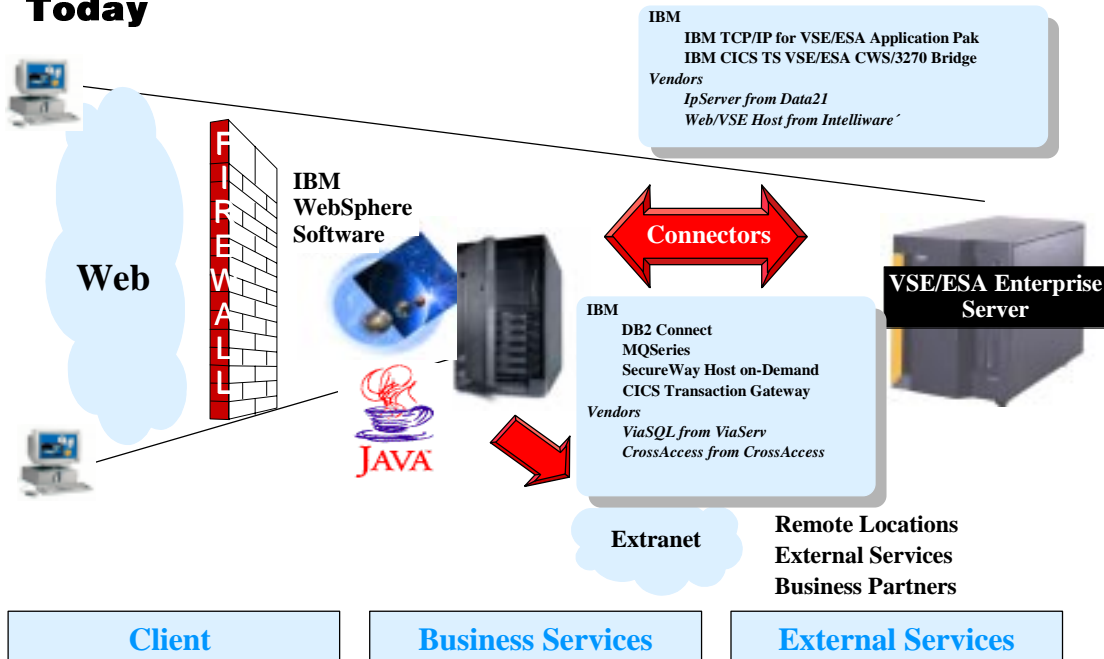 Today
IBM
IBM TCP/IP for VSE/ESA Application Pak
IBM CICS TS VSE/ESA CWS/3270 Bridge
Vendors
IpServer from Data21
Web/VSE Host from Intelliware´
Web
FIREWALL
IBM
WebSphere
Software
JAVA
Connectors
VSE/ESA Enterprise
Server
IBM
DB2 Connect
MQSeries
SecureWay Host on-Demand
CICS Transaction Gateway
Vendors
ViaSQL from ViaServ
CrossAccess from CrossAccess
Extranet
Remote Locations
External Services
Business Partners
Client
Business Services
External Services